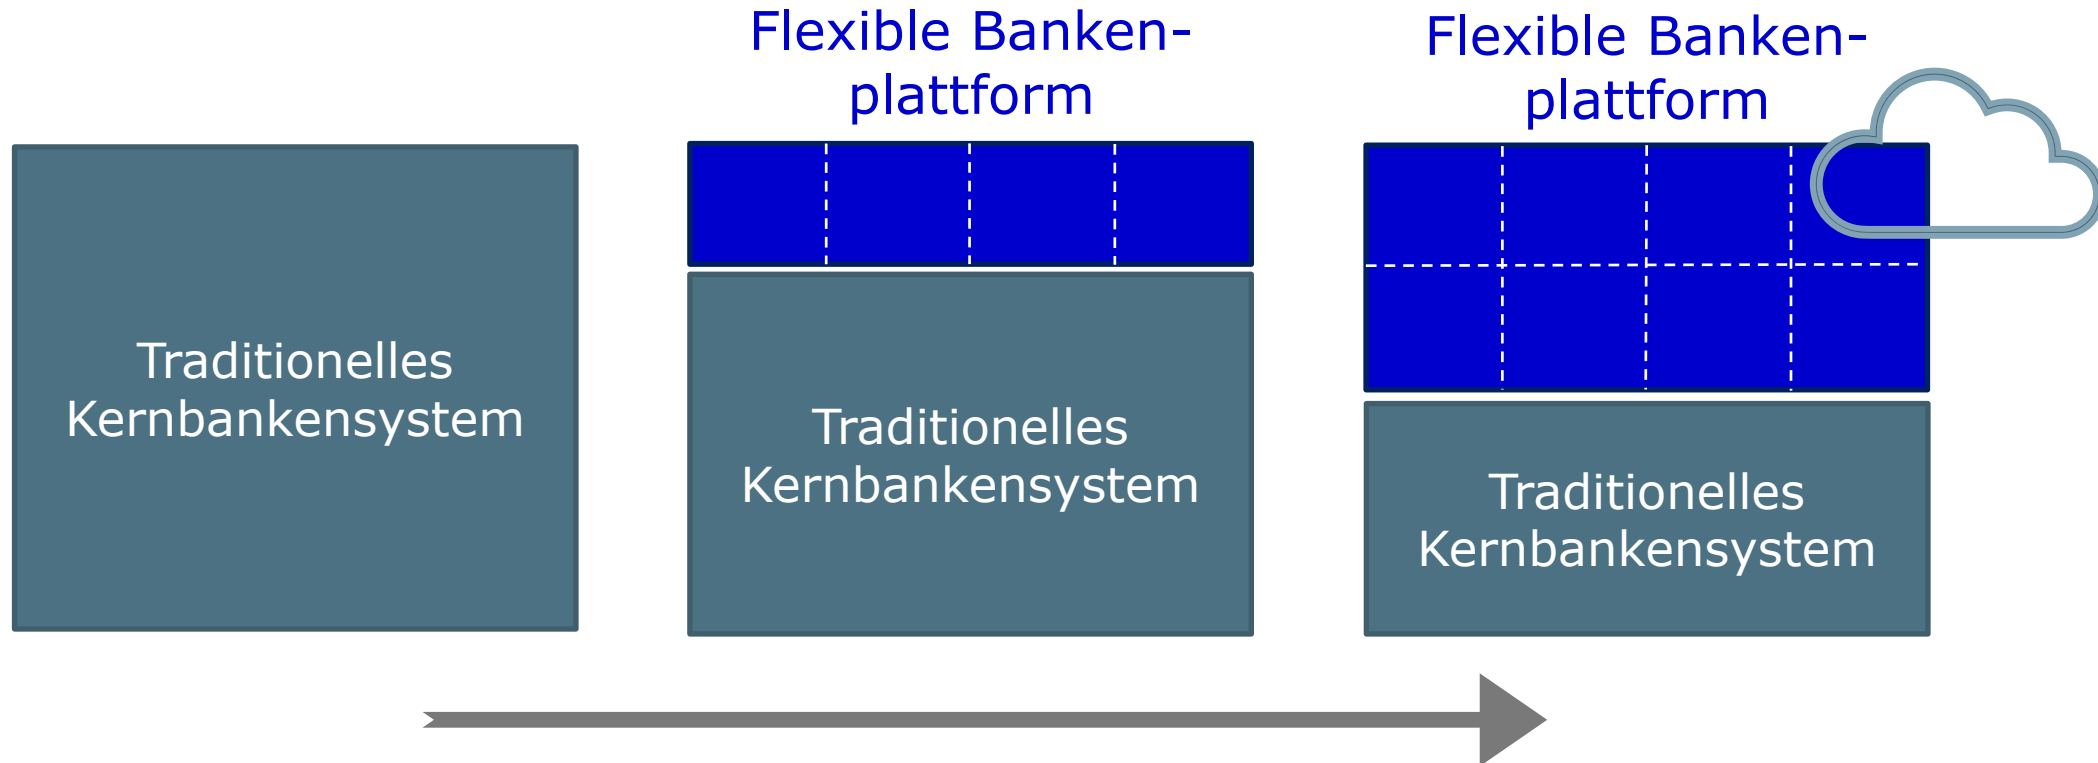 Flexible Banken-
plattform
Flexible Banken-
plattform
Traditionelles
Kernbankensystem
Traditionelles
Kernbankensystem
Traditionelles
Kernbankensystem